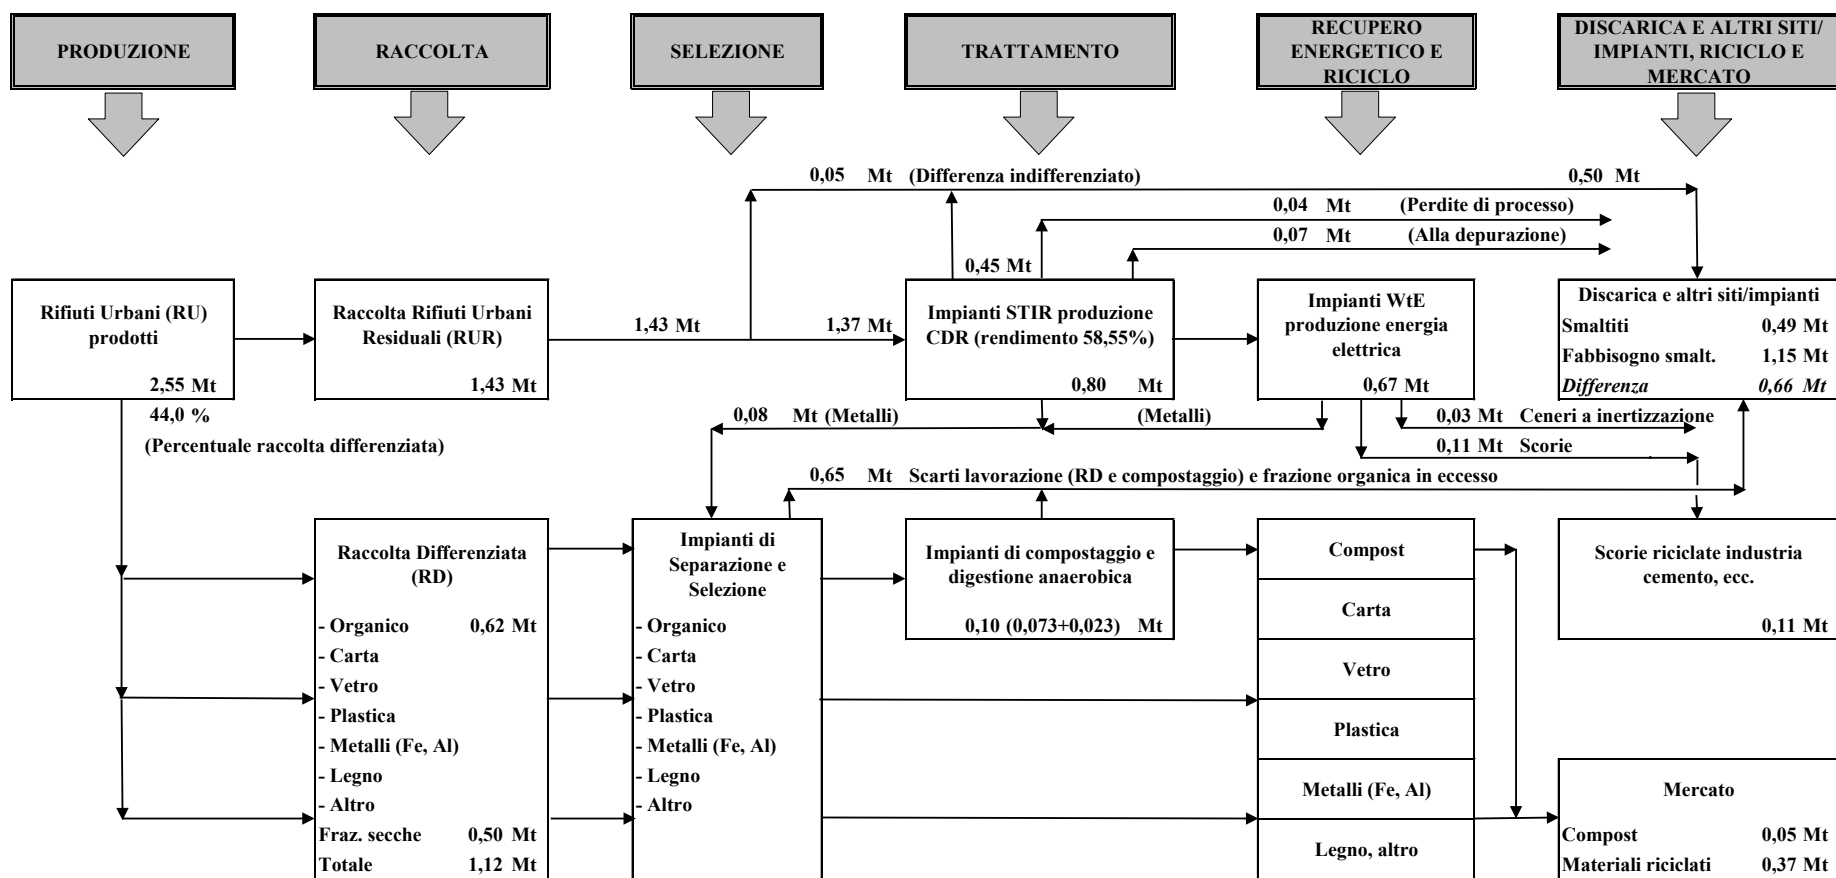 PRODUZIONE
RACCOLTA
SELEZIONE
TRATTAMENTO
RECUPERO
ENERGETICO E
RICICLO
DISCARICA E ALTRI SITI/
IMPIANTI, RICICLO E
MERCATO
0,05 Mt (Differenza indifferenziato)
0,50 Mt
0,04 Mt (Perdite di processo)
0,07 Mt (Alla depurazione)
0,45 Mt
Rifiuti Urbani (RU)
prodotti
2,55 Mt
44,0 %
(Percentuale raccolta differenziata)
Raccolta Rifiuti Urbani
Residuali (RUR)
1,43 Mt
1,43 Mt
1,37 Mt
Impianti STIR produzione
CDR (rendimento 58,55%)
0,80 Mt
Impianti WtE
produzione energia
elettrica
0,67 Mt
Discarica e altri siti/impianti
Smaltiti 0,49 Mt
Fabbisogno smalt. 1,15 Mt
Differenza 0,66 Mt
0,08 Mt (Metalli)
(Metalli)
0,03 Mt Ceneri a inertizzazione
0,11 Mt Scorie
0,65 Mt Scarti lavorazione (RD e compostaggio) e frazione organica in eccesso
Raccolta Differenziata
(RD)
- Organico 0,62 Mt
- Carta
- Vetro
- Plastica
- Metalli (Fe, Al)
- Legno
- Altro
Fraz. secche 0,50 Mt
Totale 1,12 Mt
Impianti di
Separazione e
Selezione
- Organico
- Carta
- Vetro
- Plastica
- Metalli (Fe, Al)
- Legno
- Altro
Impianti di compostaggio e
digestione anaerobica
0,10 (0,073+0,023) Mt
Compost
Carta
Vetro
Plastica
Metalli (Fe, Al)
Legno, altro
Scorie riciclate industria
cemento, ecc.
0,11 Mt
Mercato
Compost 0,05 Mt
Materiali riciclati 0,37 Mt